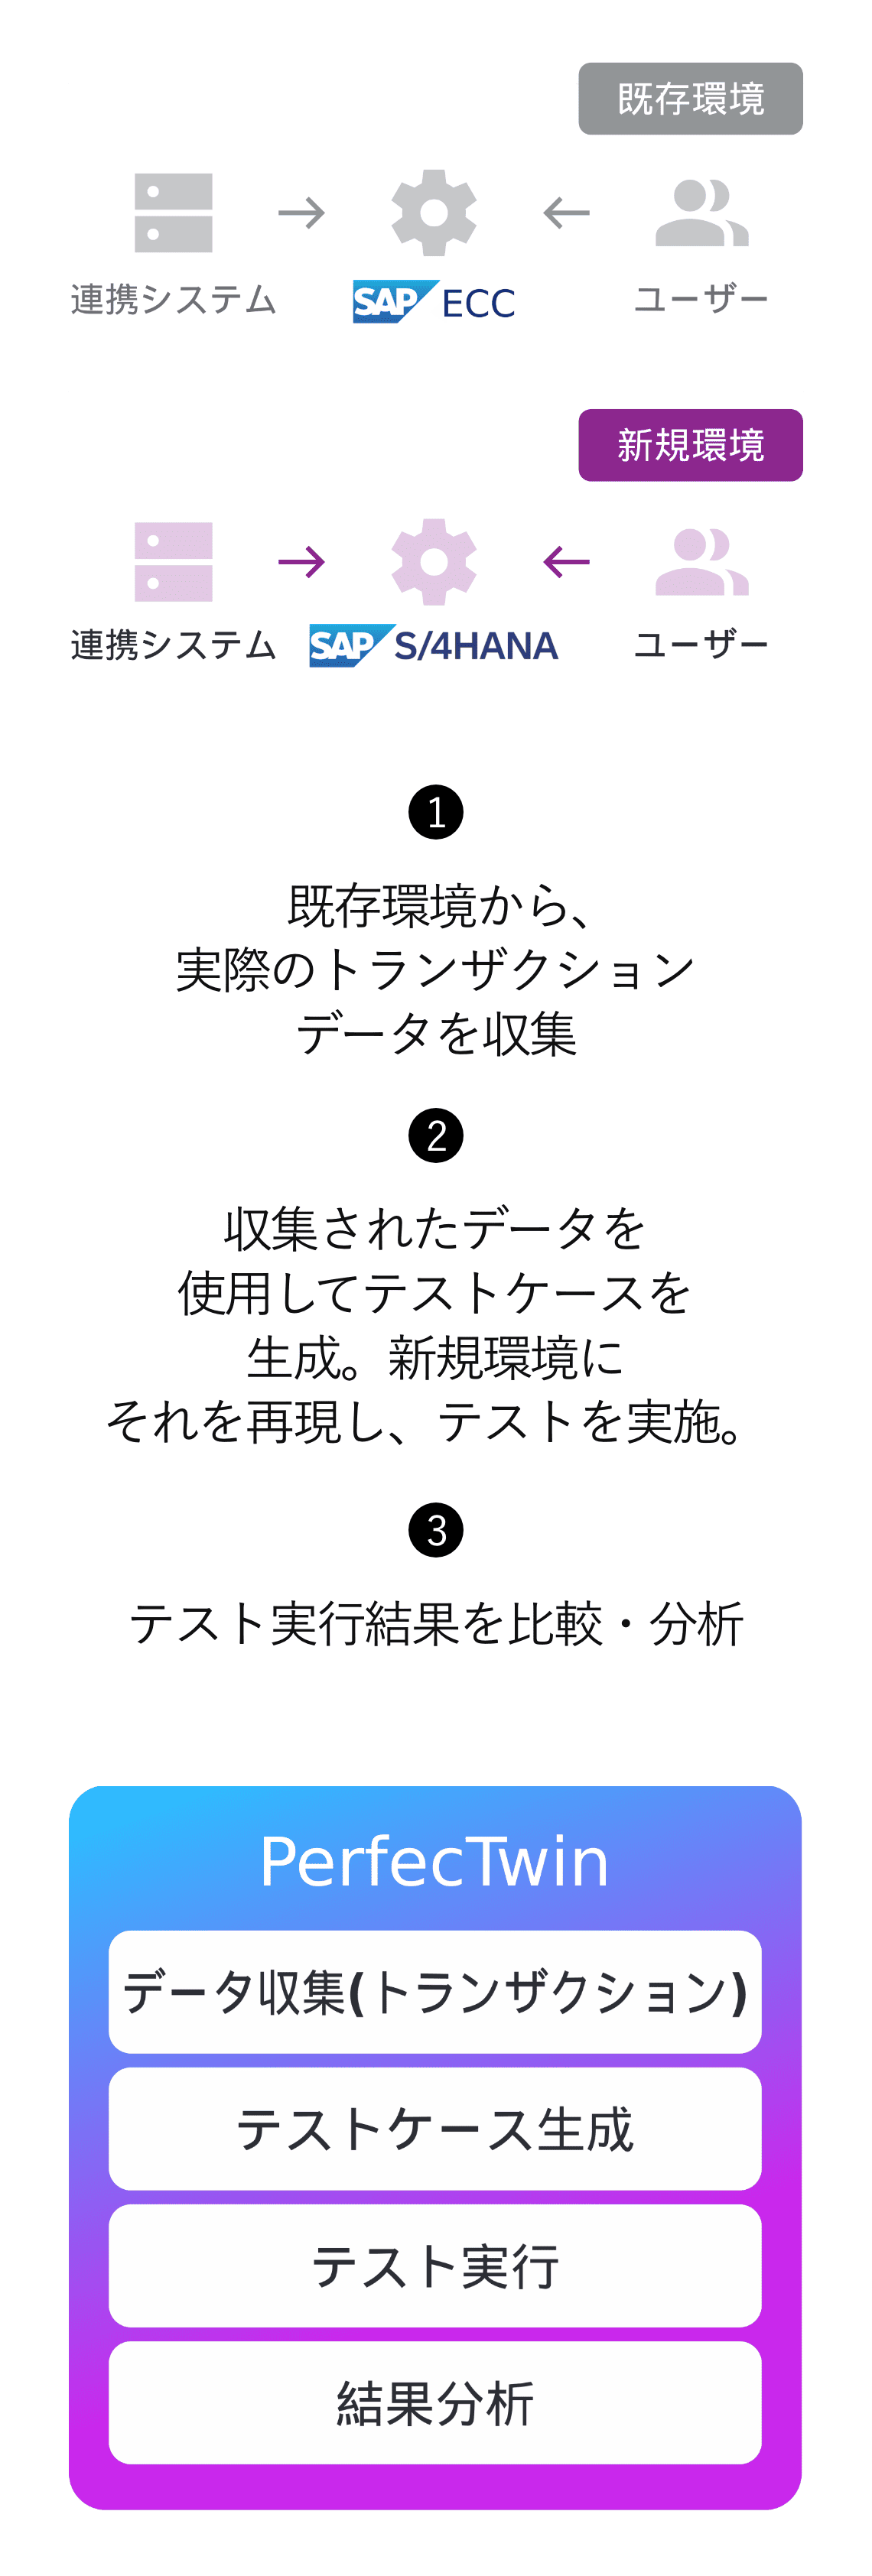 既存環境
連携システム
SAP ECC
ユーザー
新規環境
連携システム
SAP S/4HANA
ユーザー
1
既存環境から、
実際のトランザクション
データを収集
2
収集されたデータを
使用してテストケースを
生成。新規環境に
それを再現し、テストを実施。
3
テスト実行結果を比較・分析
PerfecTwin
データ収集(トランザクション)
テストケース生成
テスト実行
結果分析